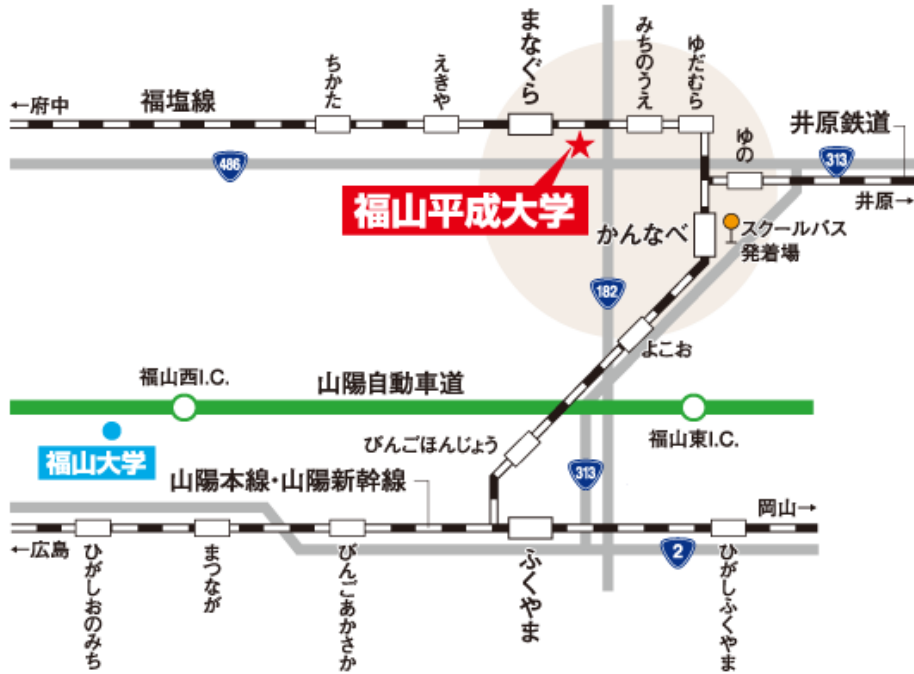 まなぐら
みちのうえ
ゆだむら
ちかた
えきや
福塩線
←府中
井原鉄道
ゆの
313
486
井原→
福山平成大学
かんなべ
スクールバス
発着場
182
よこお
福山西I.C.
山陽自動車道
福山大学
びんごほんじょう
福山東I.C.
山陽本線・山陽新幹線
313
岡山→
←広島
2
ひがしおのみち
まつなが
びんごあかさか
ふくやま
ひがしふくやま